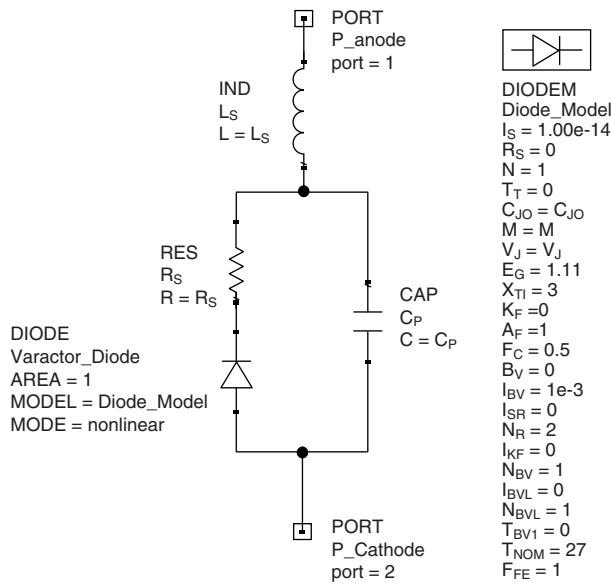 PORT
P_anode
port = 1
IND
LS
L = LS
RES
RS
R = RS
CAP
CP
C = CP
DIODE
Varactor_Diode
AREA = 1
MODEL = Diode_Model
MODE = nonlinear
PORT
P_Cathode
port = 2
DIODEM
Diode_Model
IS = 1.00e-14
RS = 0
N = 1
TT = 0
CJO = CJO
M = M
VJ = VJ
EG = 1.11
XTI = 3
KF =0
AF =1
FC = 0.5
BV = 0
IBV = 1e-3
ISR = 0
NR = 2
IKF = 0
NBV = 1
IBVL = 0
NBVL = 1
TBV1 = 0
TNOM = 27
FFE = 1